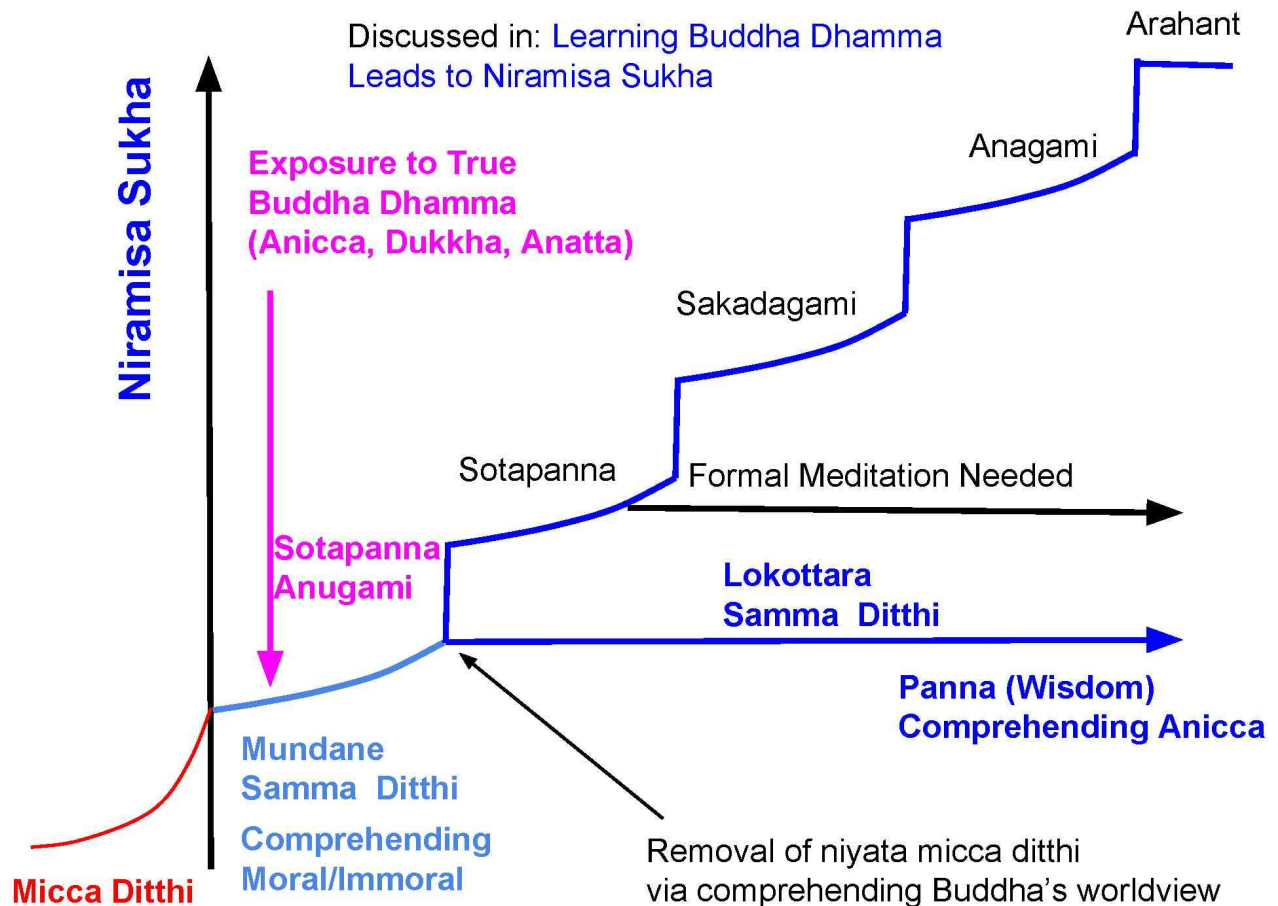 Discussed in: Learning Buddha Dhamma
Leads to Niramisa Sukha
Arahant
Niramisa Sukha
Exposure to True
Buddha Dhamma
(Anicca, Dukkha, Anatta)
Anagami
Sakadagami
Sotapanna
Formal Meditation Needed
Sotapanna
Anugami
Lokottara
Samma Ditthi
Panna (Wisdom)
Comprehending Anicca
Mundane
Samma Ditthi
Comprehending
Moral/Immoral
Micca Ditthi
Removal of niyata micca ditthi
via comprehending Buddha's worldview